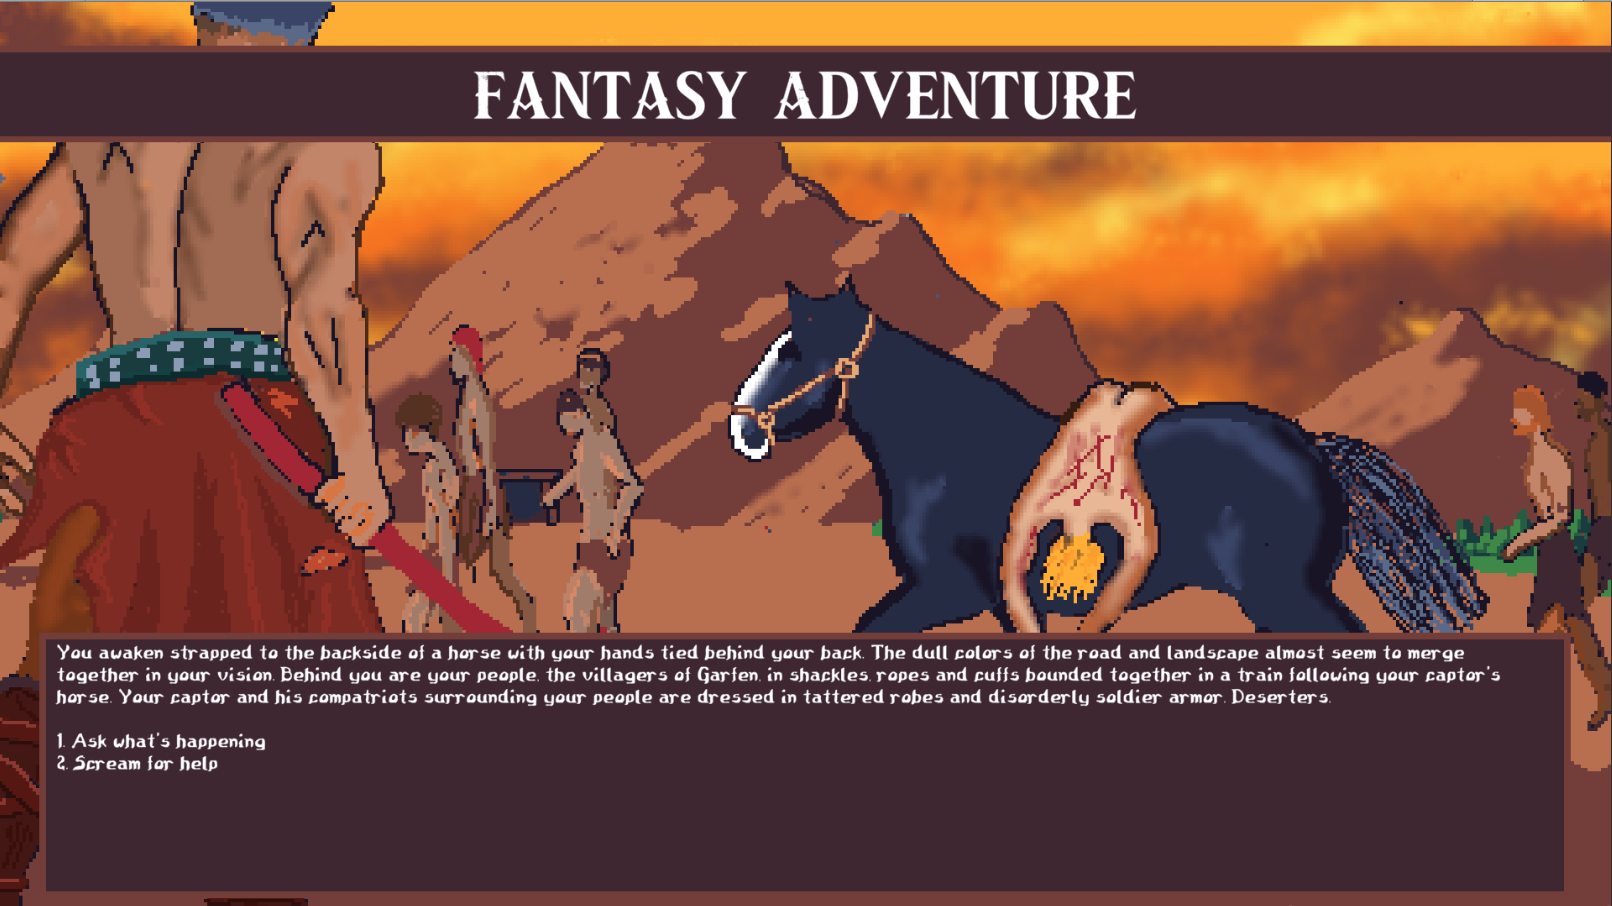 FANTASY ADVENTURE
You awaken strapped to the backside of a horse with your hands tied behind your back. The dull colors of the road and landscape almost seem to merge
together in your vision. Behind you are your people, the villagers of Garfen, in shackles, ropes and cuffs bounded together in a train following your captor's
horse. Your captor and his compatriots surrounding your people are dressed in tattered robes and disorderly soldier armor. Deserters.
1. Ask what's happening
2. Scream for help